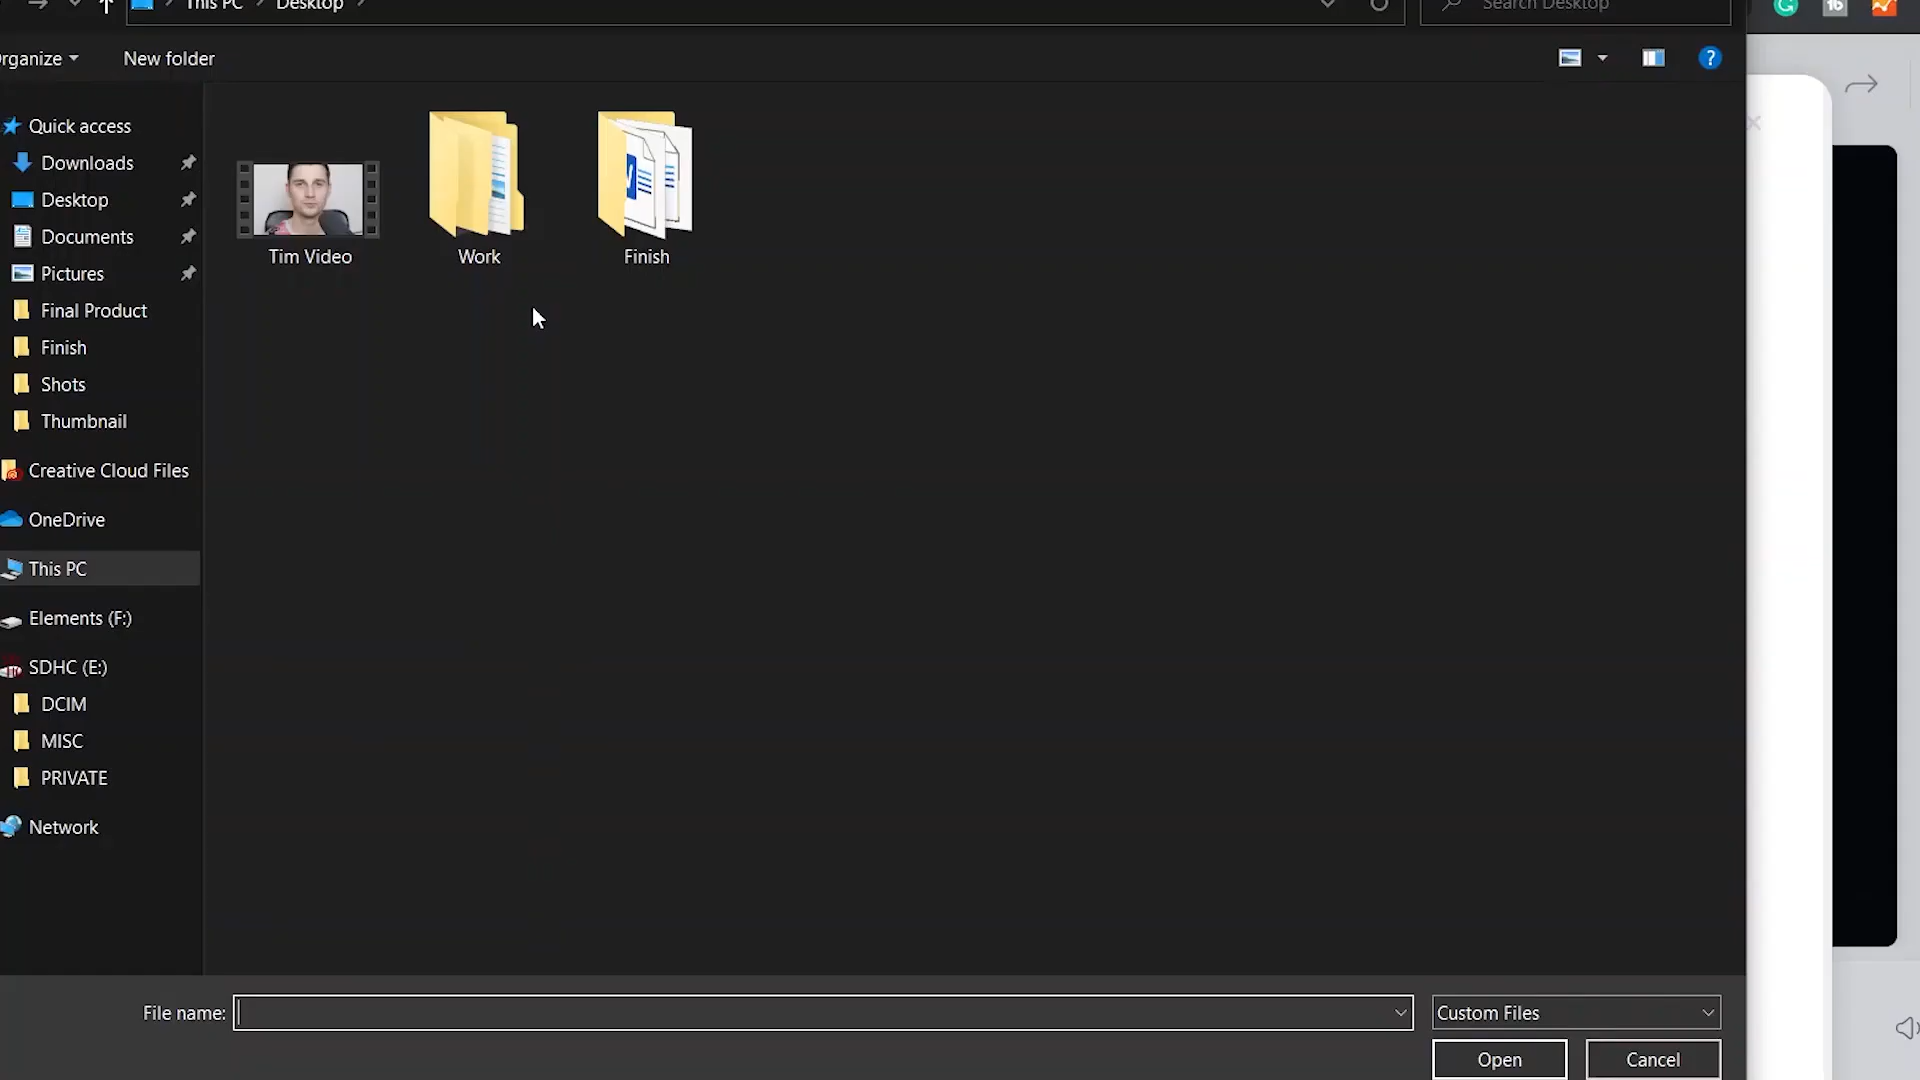 This PC
Desktop
Search Desktop
rganize
New folder
?
Quick access
Downloads
Desktop
Documents
Pictures
Final Product
Finish
Shots
Thumbnail
Creative Cloud Files
OneDrive
This PC
Elements (F:)
SDHC (E:)
DCIM
MISC
PRIVATE
Network
Tim Video
Work
Finish
File name:
Custom Files
Open
Cancel